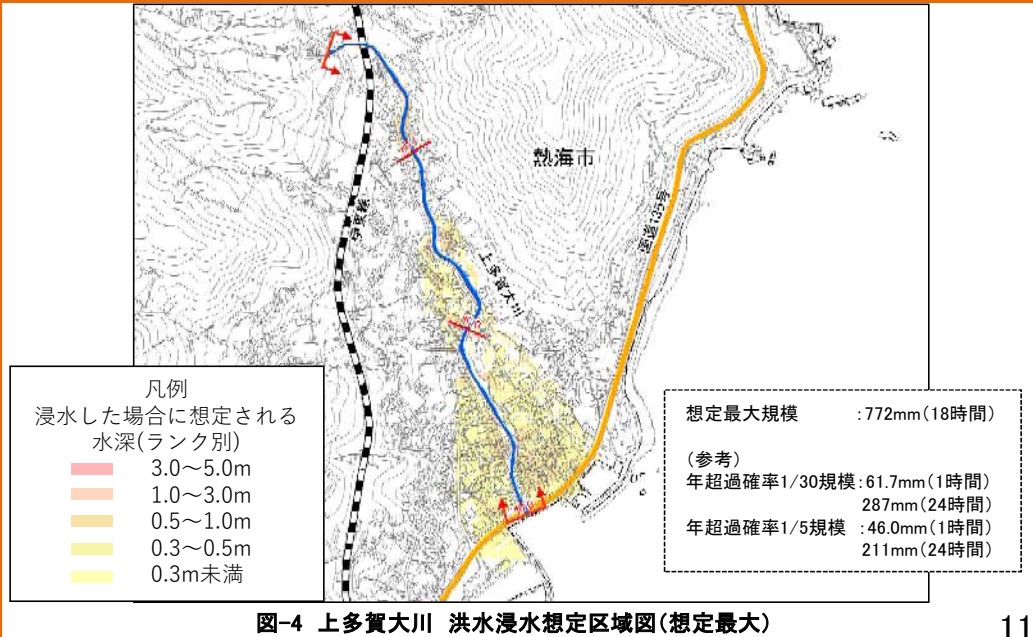 熱海市
伊東線
上多賀大川
国道135号
凡例
浸水した場合に想定される
水深(ランク別)
3.0～5.0m
1.0～3.0m
0.5～1.0m
0.3～0.5m
0.3m未満
想定最大規模　:772mm(18時間)
(参考)
年超過確率1/30規模:61.7mm(1時間)
287mm(24時間)
年超過確率1/5規模　:46.0mm(1時間)
211mm(24時間)
図-4 上多賀大川 洪水浸水想定区域図(想定最大)
11